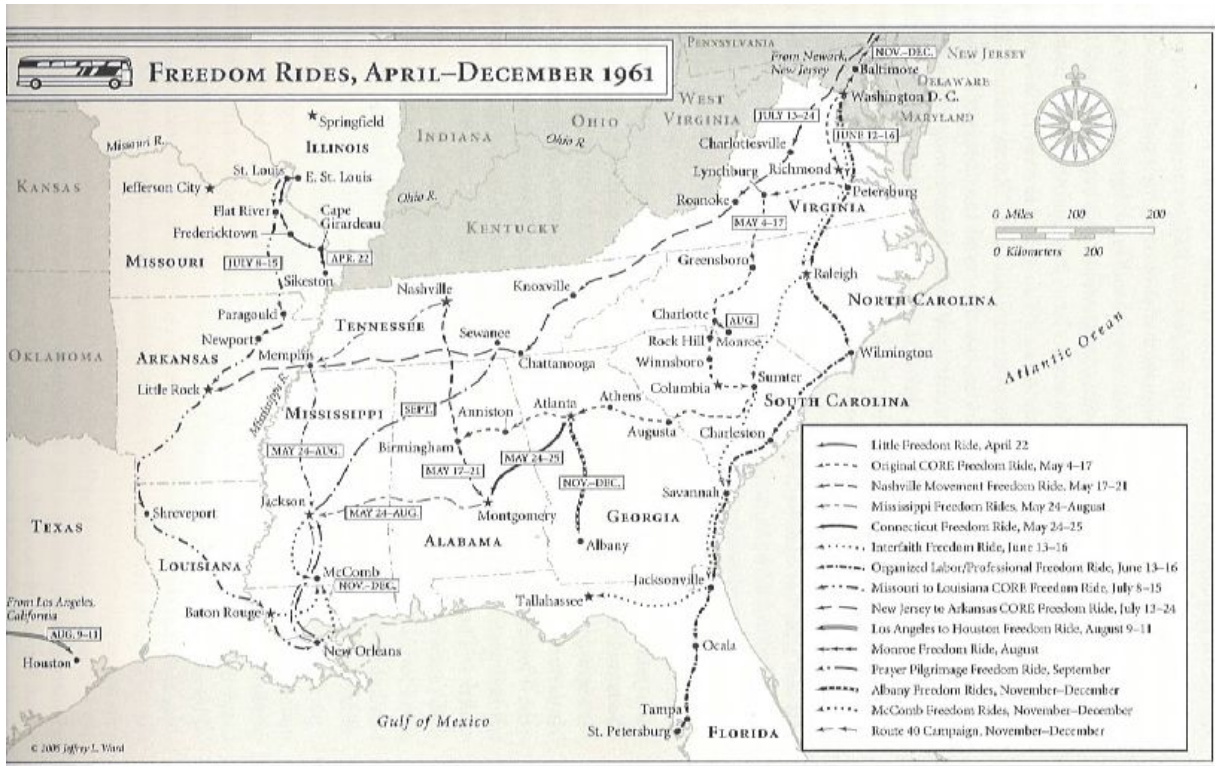 FREEDOM RIDES, APRIL–DECEMBER 1961
PENNSYLVANIA
From Newark,
New Jersey
NOV.–DEC.
NEW JERSEY
Baltimore
DELAWARE
Washington D. C.
MARYLAND
WEST
VIRGINIA
OHIO
Ohio R.
INDIANA
JULY 13–24
JUNE 12–16
Springfield
ILLINOIS
Missouri R.
St. Louis
E. St. Louis
KANSAS
Jefferson City
Charlottesville
Lynchburg
Richmond
Petersburg
Roanoke
VIRGINIA
Ohio R.
Flat River
Cape
Girardeau
Fredericktown
KENTUCKY
MAY 4–17
0 Miles 100 200
0 Kilometers 200
MISSOURI
JULY 8–15
APR. 22
Sikeston
Greensboro
Raleigh
Nashville
Knoxville
NORTH CAROLINA
Paragould
TENNESSEE
Charlotte
AUG.
Newport
Sewanee
Rock Hill
Monroe
OKLAHOMA
ARKANSAS
Memphis
Chattanooga
Winnsboro
Wilmington
Atlantic Ocean
Little Rock
Columbia
Sumter
SOUTH CAROLINA
Mississippi R.
MISSISSIPPI
SEPT.
Anniston
Atlanta
Athens
Augusta
Charleston
MAY 24–AUG.
Birmingham
MAY 17–21
MAY 24–25
NOV.–DEC.
Savannah
Jackson
MAY 24–AUG.
Montgomery
GEORGIA
Shreveport
TEXAS
ALABAMA
Albany
LOUISIANA
McComb
NOV.–DEC.
Jacksonville
Tallahassee
From Los Angeles,
California
AUG. 9–11
Baton Rouge
Houston
New Orleans
Ocala
Gulf of Mexico
Tampa
St. Petersburg
FLORIDA
Little Freedom Ride, April 22
Original CORE Freedom Ride, May 4–17
Nashville Movement Freedom Ride, May 17–21
Mississippi Freedom Rides, May 24–August
Connecticut Freedom Ride, May 24–25
Interfaith Freedom Ride, June 13–16
Organized Labor/Professional Freedom Ride, June 13–16
Missouri to Louisiana CORE Freedom Ride, July 8–15
New Jersey to Arkansas CORE Freedom Ride, July 13–24
Los Angeles to Houston Freedom Ride, August 9–11
Monroe Freedom Ride, August
Prayer Pilgrimage Freedom Ride, September
Albany Freedom Rides, November–December
McComb Freedom Rides, November–December
Route 40 Campaign, November–December
© 2005 Jeffrey L. Ward